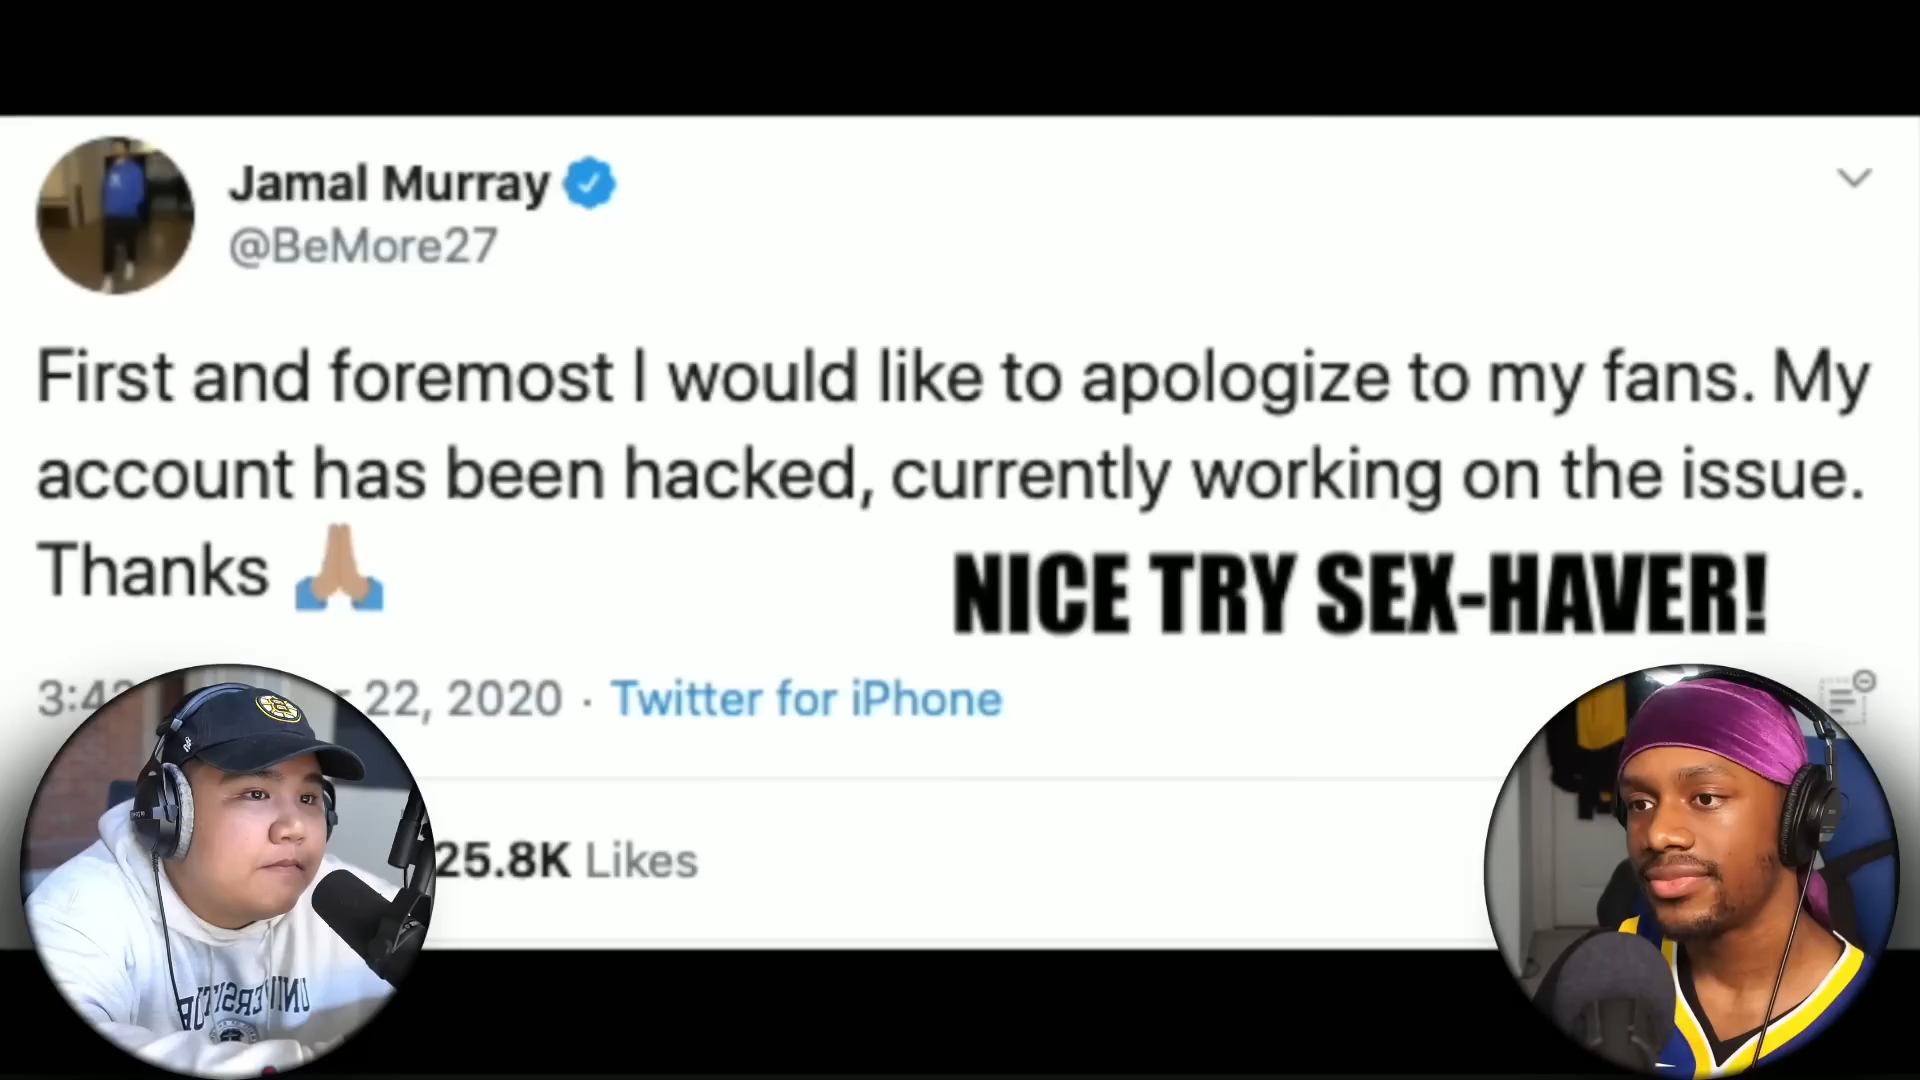 Jamal Murray
@BeMore27
First and foremost I would like to apologize to my fans. My
account has been hacked, currently working on the issue.
Thanks 🙏🏽
NICE TRY SEX-HAVER!
22, 2020 · Twitter for iPhone
25.8K Likes